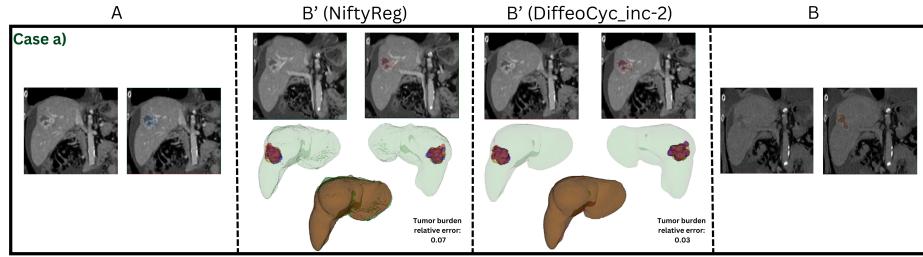 A
B' (NiftyReg)
B' (DiffeoCyc_inc-2)
B
Case a)
Tumor burden
relative error:
0.07
Tumor burden
relative error:
0.03